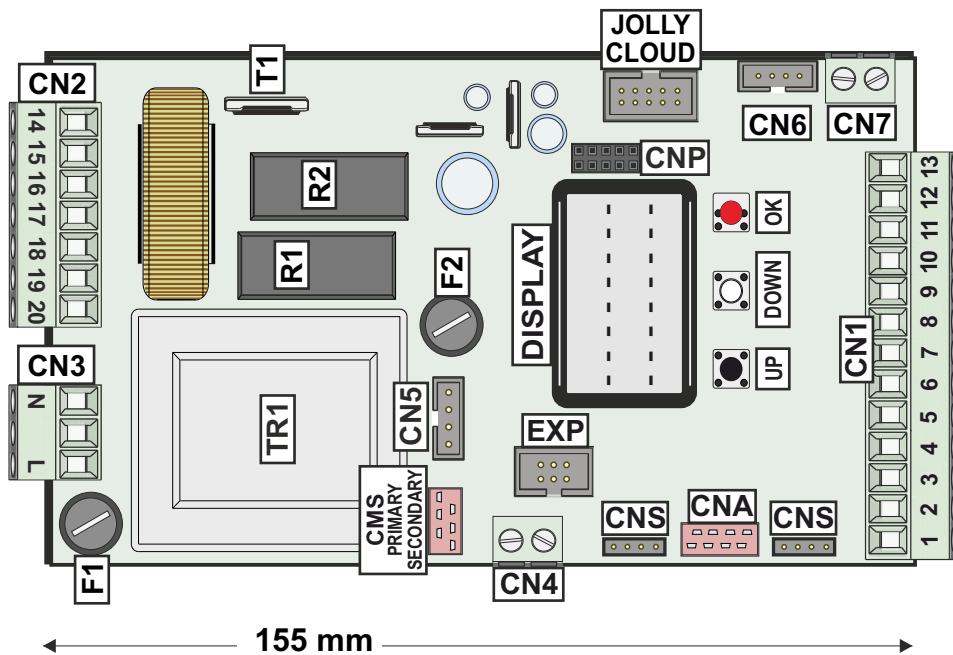 JOLLY
CLOUD
CN2
T1
CN6
CN7
14
15
16
17
18
19
20
R2
R1
CNP
F2
DISPLAY
OK
DOWN
UP
13
12
11
10
9
8
7
6
5
4
3
2
1
CN1
CN3
N
L
TR1
CN5
EXP
CMS
PRIMARY
SECONDARY
CNS
CNA
CNS
CN4
F1
155 mm